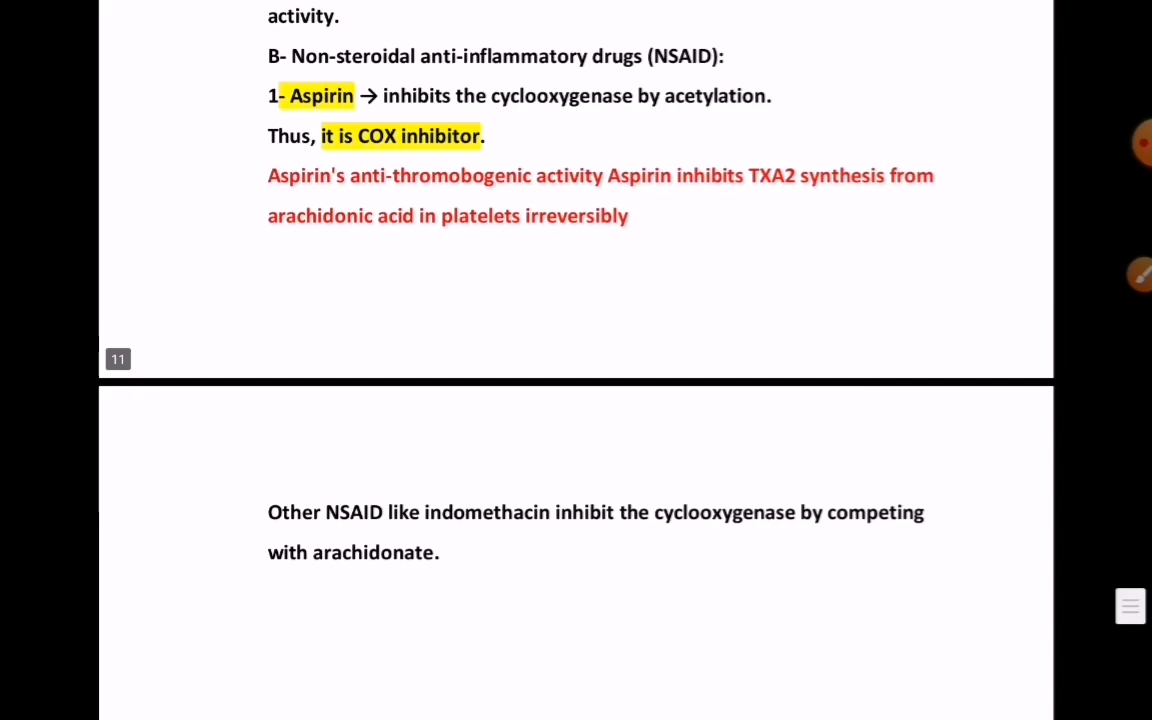 activity.
B- Non-steroidal anti-inflammatory drugs (NSAID):
1- Aspirin → inhibits the cyclooxygenase by acetylation.
Thus, it is COX inhibitor.
Aspirin's anti-thromobogenic activity Aspirin inhibits TXA2 synthesis from
arachidonic acid in platelets irreversibly
11
Other NSAID like indomethacin inhibit the cyclooxygenase by competing
with arachidonate.